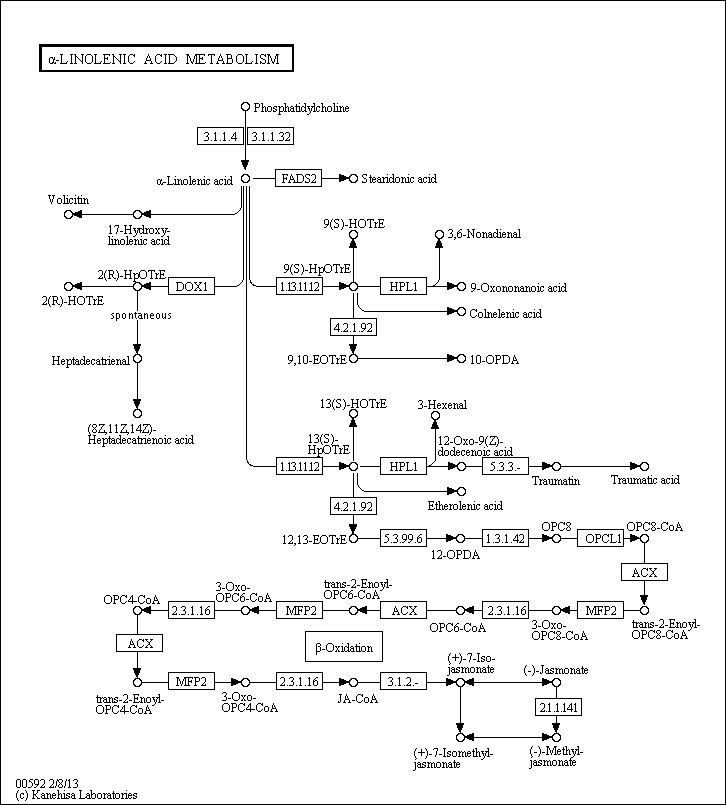 α-LINOLENIC ACID METABOLISM
Phosphatidylcholine
3.1.1.4
3.1.1.32
α-Linolenic acid
FADS2
Stearidonic acid
Volicitin
17-Hydroxy-
linolenic acid
9(S)-HOTrE
3,6-Nonadienal
2(R)-HpOTrE
DOX1
2(R)-HOTrE
9(S)-HpOTrE
1.13.11.12
HPL1
9-Oxononanoic acid
spontaneous
Colnelenic acid
4.2.1.92
Heptadecatrienal
9,10-EOTrE
10-OPDA
(8Z,11Z,14Z)-
Heptadecatrienoic acid
13(S)-HOTrE
3-Hexenal
13(S)-
HpOTrE
12-Oxo-9(Z)-
dodecenoic acid
1.13.11.12
HPL1
5.3.3.-
Traumatin
Traumatic acid
4.2.1.92
Etherolenic acid
12,13-EOTrE
5.3.99.6
12-OPDA
1.3.1.42
OPC8
OPCL1
OPC8-CoA
ACX
OPC4-CoA
2.3.1.16
3-Oxo-
OPC6-CoA
MFP2
trans-2-Enoyl-
OPC6-CoA
ACX
OPC6-CoA
2.3.1.16
3-Oxo-
OPC8-CoA
MFP2
trans-2-Enoyl-
OPC8-CoA
ACX
β-Oxidation
trans-2-Enoyl-
OPC4-CoA
MFP2
3-Oxo-
OPC4-CoA
2.3.1.16
JA-CoA
3.1.2.-
(+)-7-Iso-
jasmonate
(-)-Jasmonate
2.1.1.141
(+)-7-Isomethyl-
jasmonate
(-)-Methyl-
jasmonate
00592 2/8/13
(c) Kanehisa Laboratories